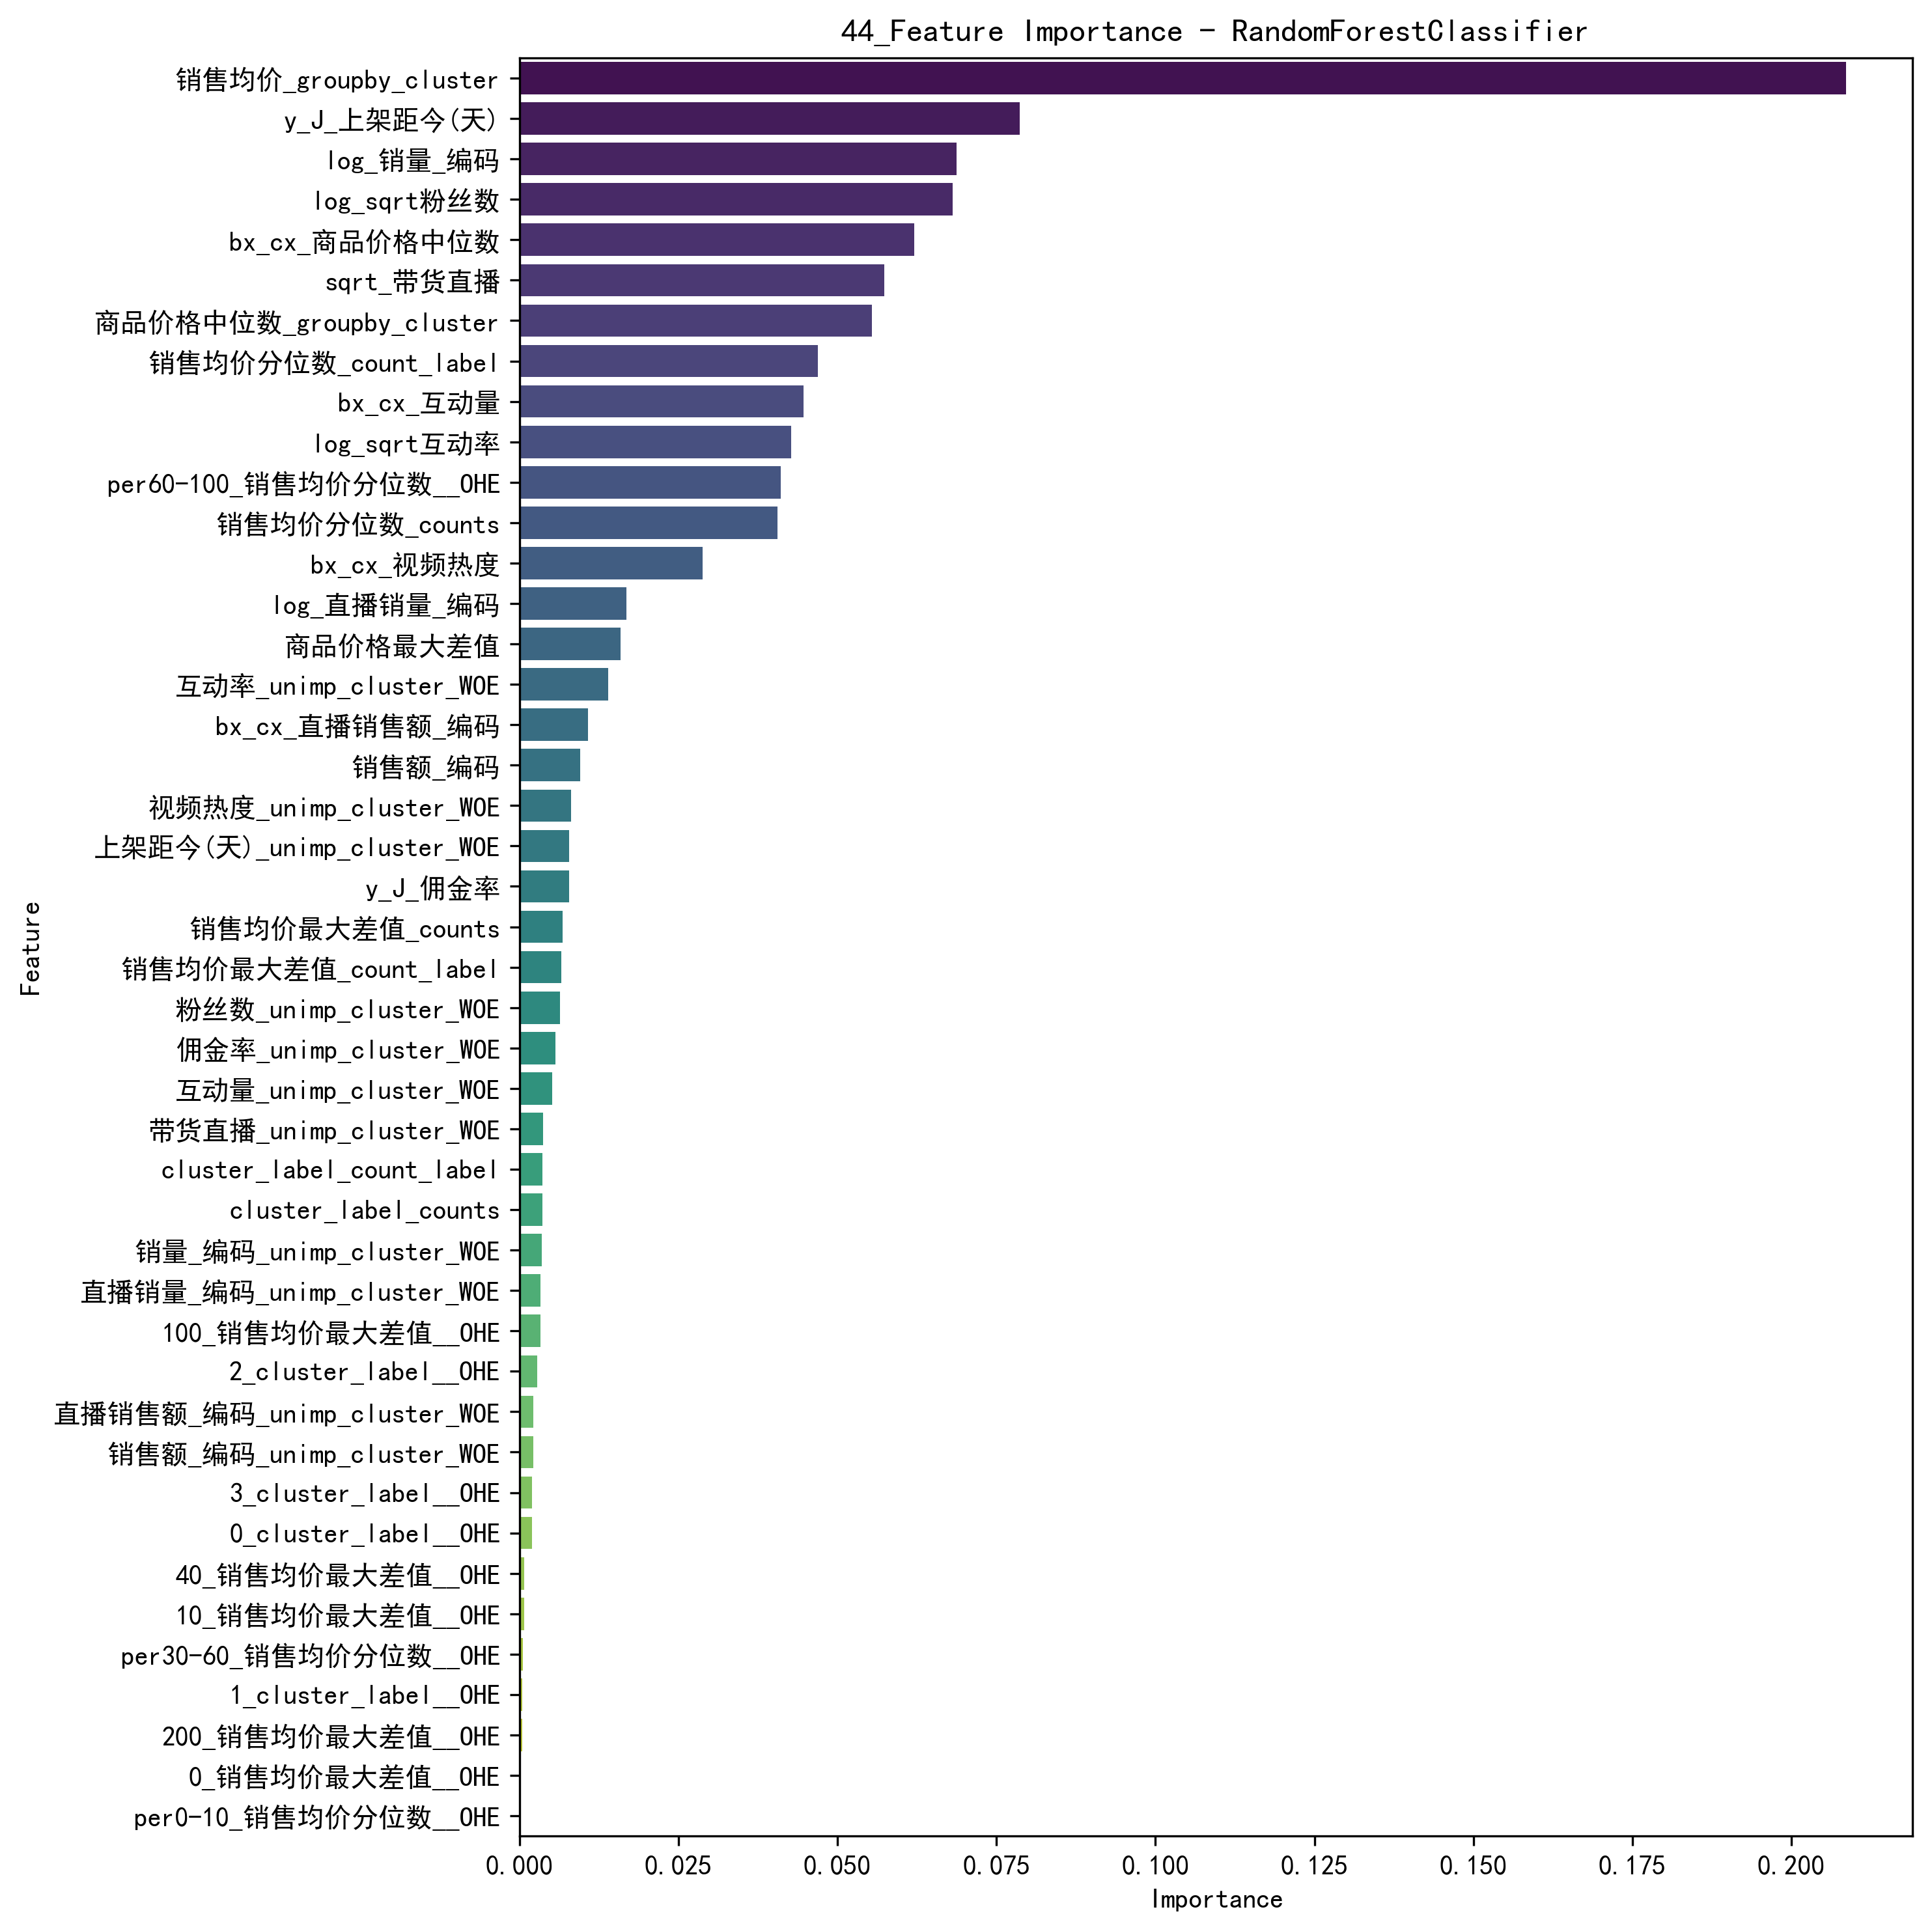 44_Feature Importance - RandomForestClassifier
销售均价_groupby_cluster
y_J_上架距今(天)
log_销量_编码
log_sqrt粉丝数
bx_cx_商品价格中位数
sqrt_带货直播
商品价格中位数_groupby_cluster
销售均价分位数_count_label
bx_cx_互动量
log_sqrt互动率
per60-100_销售均价分位数__OHE
销售均价分位数_counts
bx_cx_视频热度
log_直播销量_编码
商品价格最大差值
互动率_unimp_cluster_WOE
bx_cx_直播销售额_编码
销售额_编码
视频热度_unimp_cluster_WOE
上架距今(天)_unimp_cluster_WOE
y_J_佣金率
销售均价最大差值_counts
销售均价最大差值_count_label
粉丝数_unimp_cluster_WOE
佣金率_unimp_cluster_WOE
互动量_unimp_cluster_WOE
带货直播_unimp_cluster_WOE
cluster_label_count_label
cluster_label_counts
销量_编码_unimp_cluster_WOE
直播销量_编码_unimp_cluster_WOE
100_销售均价最大差值__OHE
2_cluster_label__OHE
直播销售额_编码_unimp_cluster_WOE
销售额_编码_unimp_cluster_WOE
3_cluster_label__OHE
0_cluster_label__OHE
40_销售均价最大差值__OHE
10_销售均价最大差值__OHE
per30-60_销售均价分位数__OHE
1_cluster_label__OHE
200_销售均价最大差值__OHE
0_销售均价最大差值__OHE
per0-10_销售均价分位数__OHE
Feature
0.000 0.025 0.050 0.075 0.100 0.125 0.150 0.175 0.200
Importance